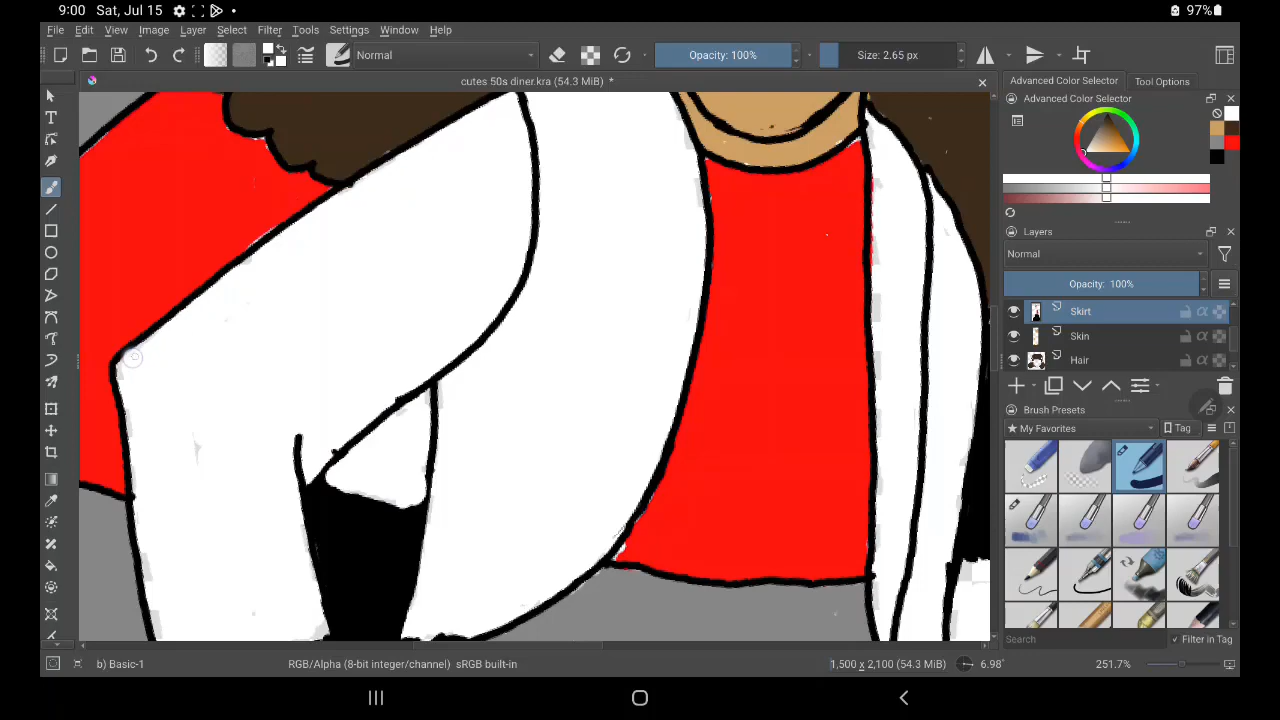 9:00 Sat, Jul 15 97%
File Edit View Image Layer Select Filter Tools Settings Window Help
Normal Opacity: 100% Size: 2.65 px
cutes 50s diner.kra (54.3 MiB) *
Advanced Color Selector Tool Options
Advanced Color Selector
Layers
Normal
Opacity: 100%
Skirt
Skin
Hair
Brush Presets
★ My Favorites Tag
Search Filter in Tag
b) Basic-1 RGB/Alpha (8-bit integer/channel) sRGB built-in 1,500 x 2,100 (54.3 MiB) 6.98° 251.7%